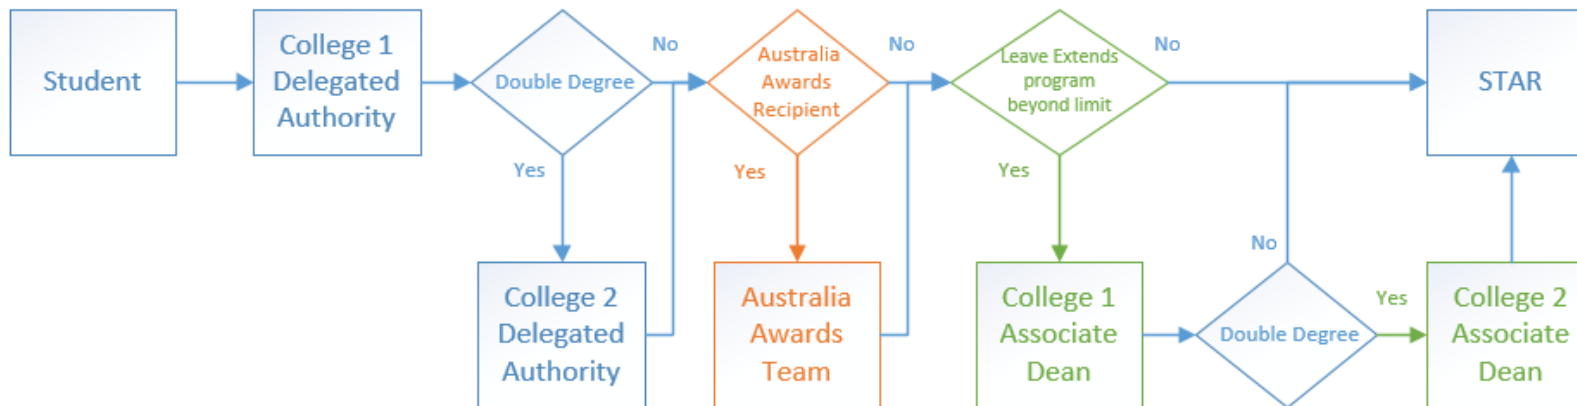 Student
College 1
Delegated
Authority
Double Degree
No
Yes
College 2
Delegated
Authority
Australia
Awards
Recipient
No
Yes
Australia
Awards
Team
Leave Extends
program
beyond limit
No
Yes
College 1
Associate
Dean
Double Degree
No
Yes
College 2
Associate
Dean
STAR